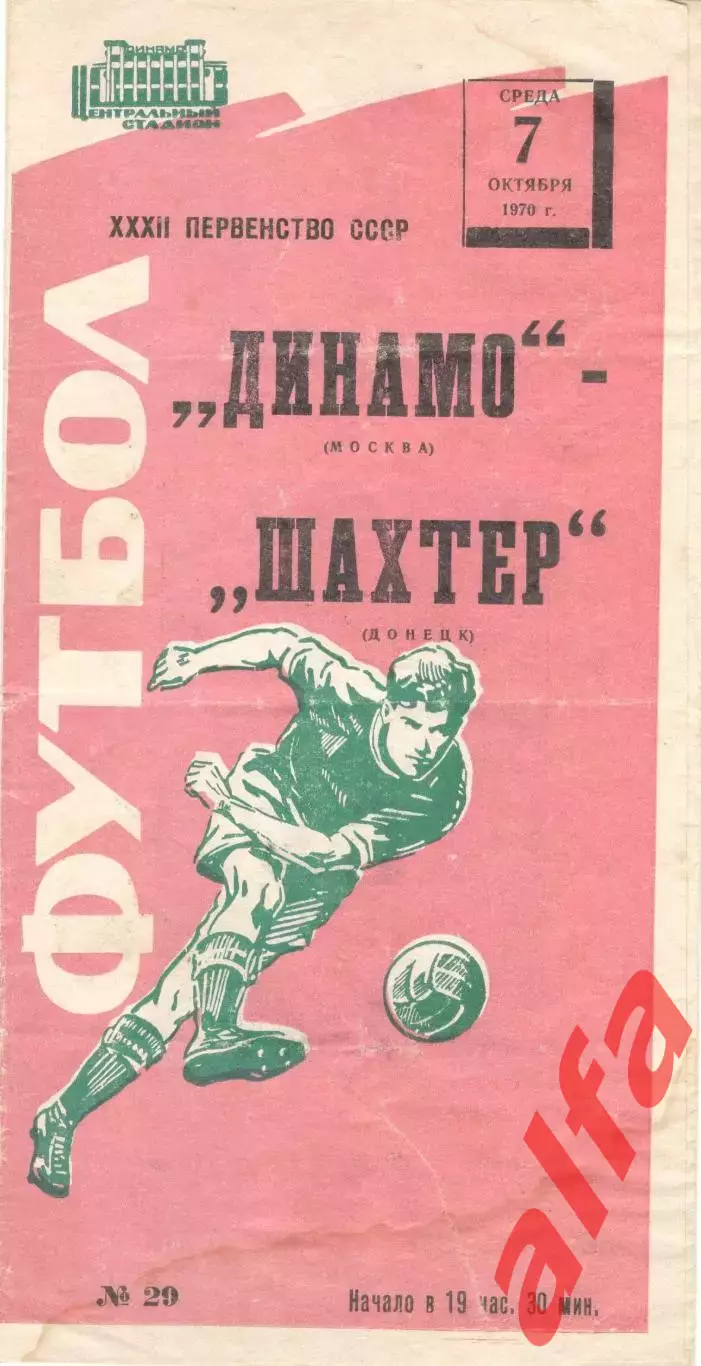 ДИНАМО
ЦЕНТРАЛЬНЫЙ
СТАДИОН
СРЕДА
7
ОКТЯБРЯ
1970 г.
XXXII ПЕРВЕНСТВО СССР
ФУТБОЛ
„ДИНАМО“ –
(МОСКВА)
„ШАХТЕР“
(ДОНЕЦК)
№ 29
Начало в 19 час. 30 мин.
alfa